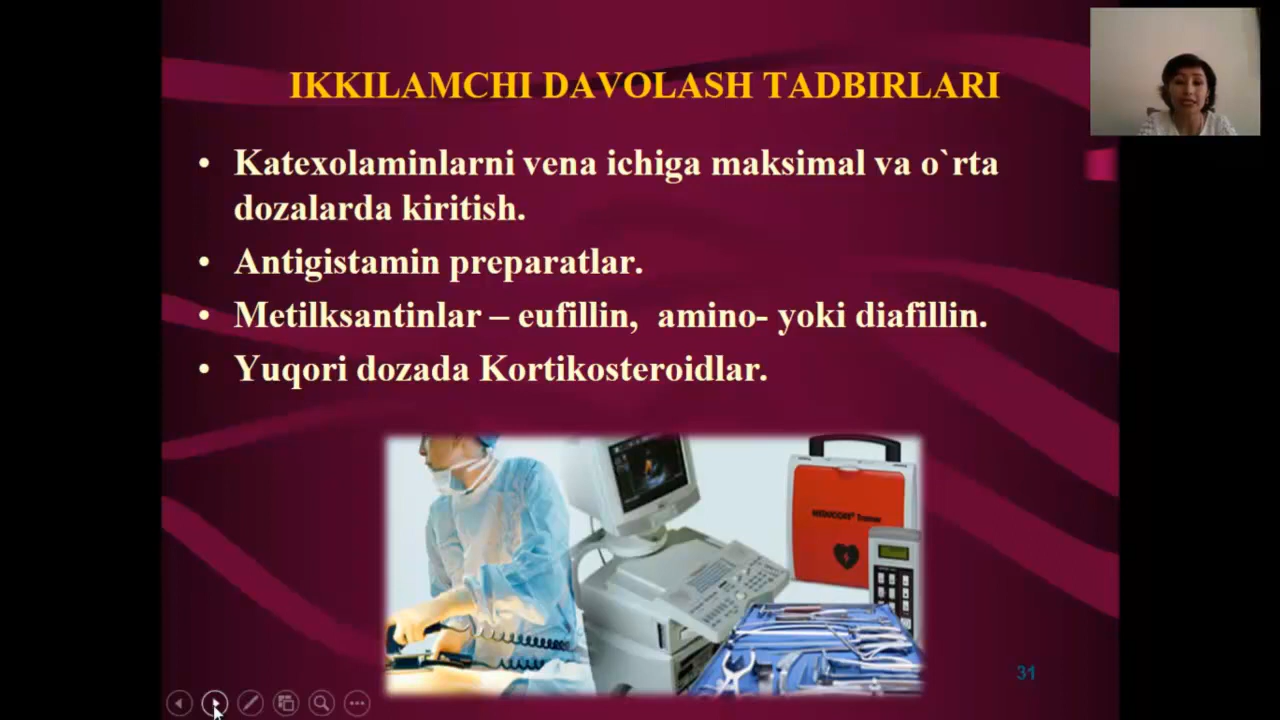 IKKILAMCHI DAVOLASH TADBIRLARI
• Katexolaminlarni vena ichiga maksimal va o`rta
dozalarda kiritish.
• Antigistamin preparatlar.
• Metilksantinlar – eufillin, amino- yoki diafillin.
• Yuqori dozada Kortikosteroidlar.
31